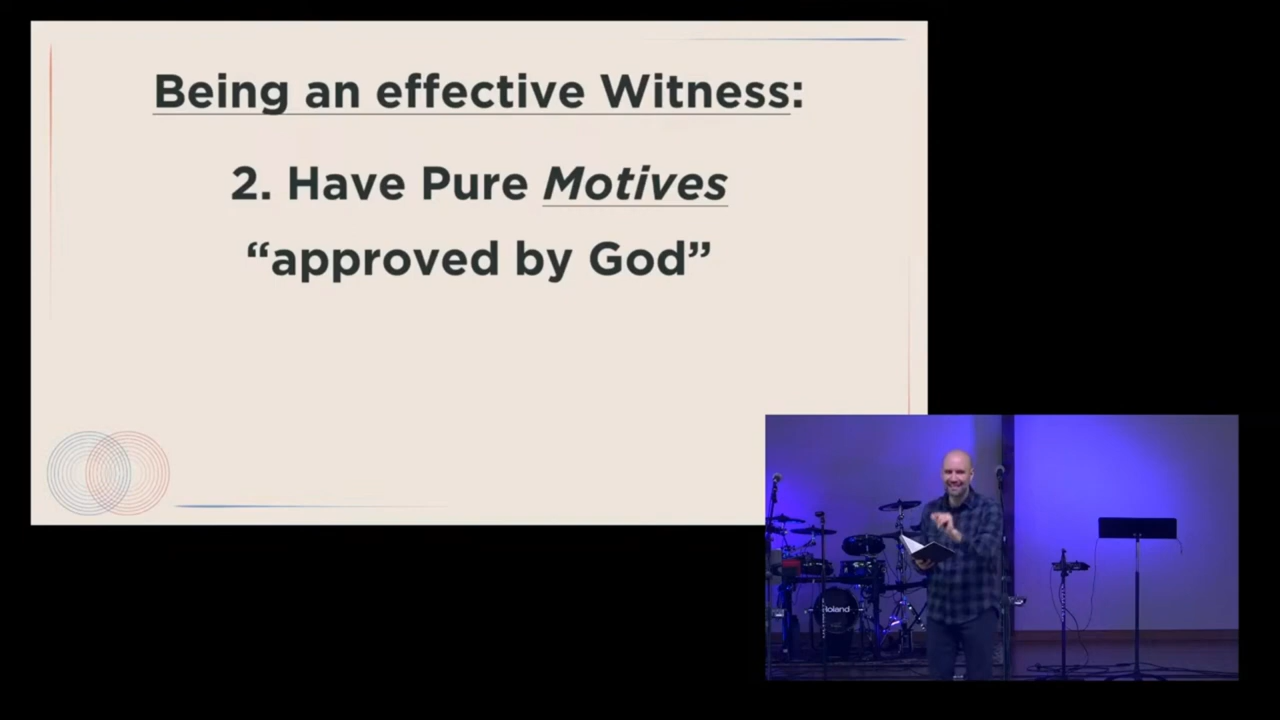 Being an effective Witness:
2. Have Pure Motives
“approved by God”
Roland